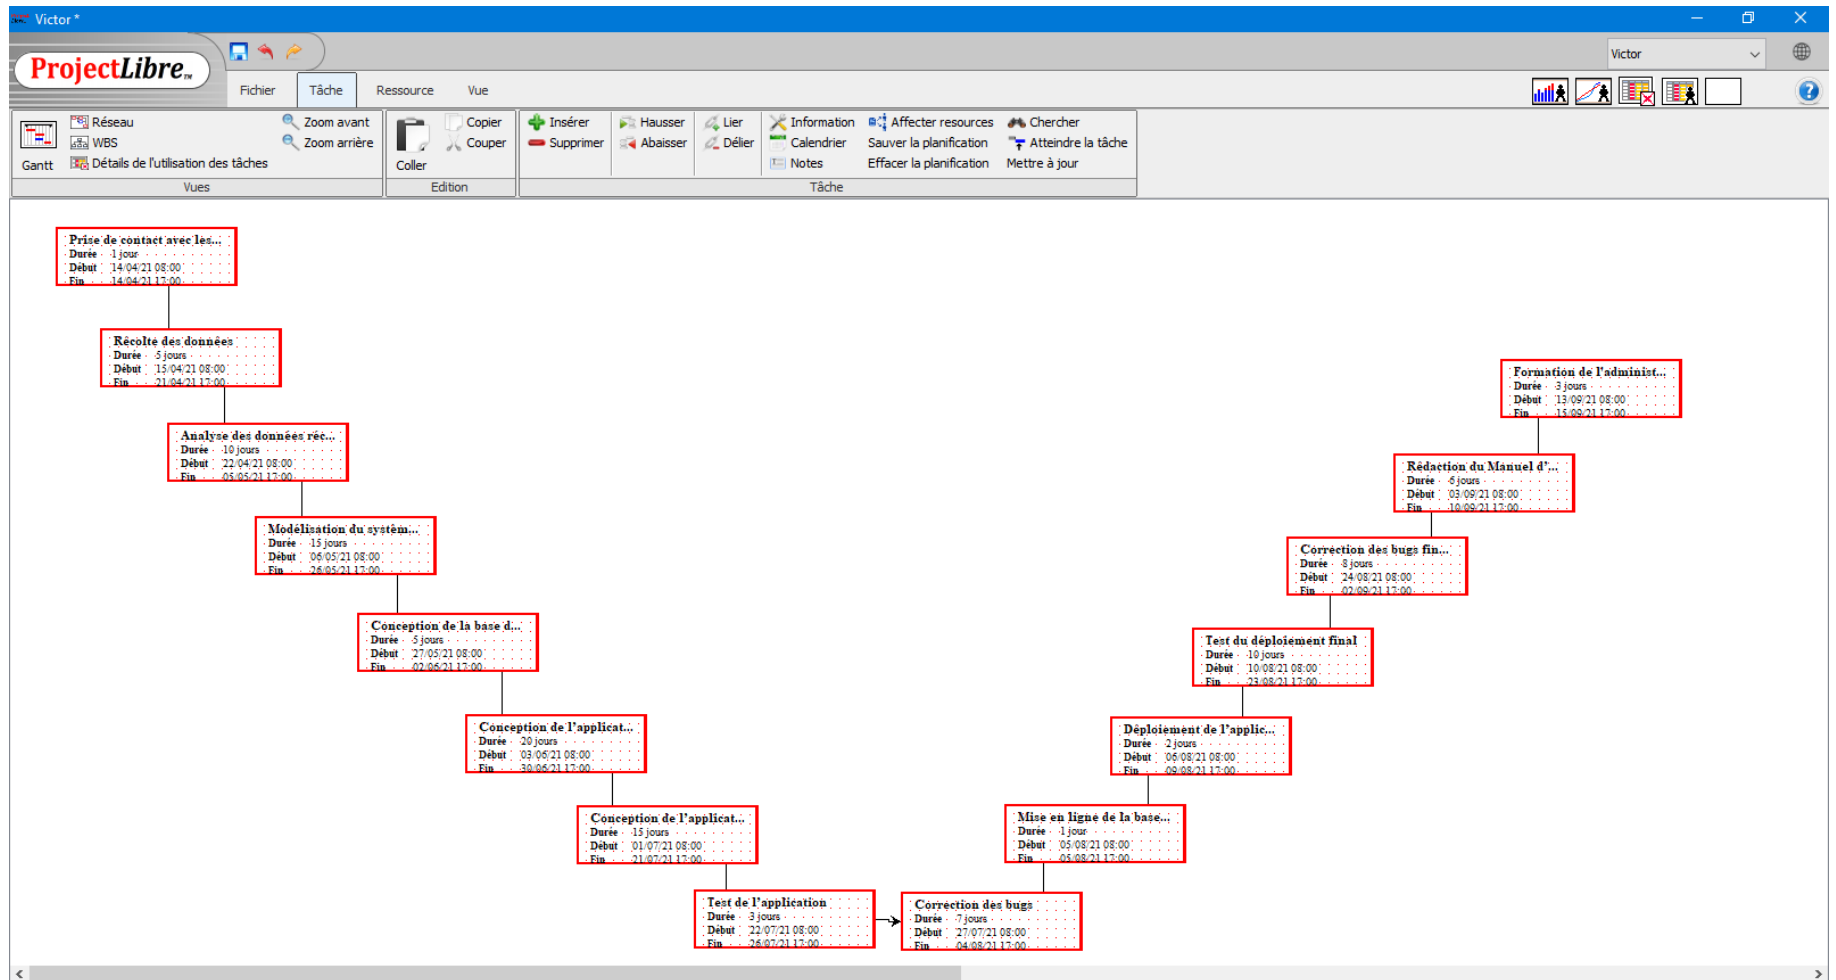 Victor *
ProjectLibre™
Victor
Fichier Tâche Ressource Vue
Gantt
Réseau
WBS
Détails de l'utilisation des tâches
Zoom avant
Zoom arrière
Vues
Coller
Copier
Couper
Edition
Insérer
Supprimer
Hausser
Abaisser
Lier
Délier
Information
Calendrier
Notes
Affecter resources
Sauver la planification
Effacer la planification
Chercher
Atteindre la tâche
Mettre à jour
Tâche
Prise de contact avec les...
Durée 1 jour
Début 14/04/21 08:00
Fin 14/04/21 17:00
Récolte des données
Durée 5 jours
Début 15/04/21 08:00
Fin 21/04/21 17:00
Analyse des données réc...
Durée 10 jours
Début 22/04/21 08:00
Fin 05/05/21 17:00
Modélisation du systèm...
Durée 15 jours
Début 06/05/21 08:00
Fin 26/05/21 17:00
Conception de la base d...
Durée 5 jours
Début 27/05/21 08:00
Fin 02/06/21 17:00
Conception de l'applicat...
Durée 20 jours
Début 03/06/21 08:00
Fin 30/06/21 17:00
Conception de l'applicat...
Durée 15 jours
Début 01/07/21 08:00
Fin 21/07/21 17:00
Test de l'application
Durée 3 jours
Début 22/07/21 08:00
Fin 26/07/21 17:00
Correction des bugs
Durée 7 jours
Début 27/07/21 08:00
Fin 04/08/21 17:00
Mise en ligne de la base...
Durée 1 jour
Début 05/08/21 08:00
Fin 05/08/21 17:00
Déploiement de l'applic...
Durée 2 jours
Début 06/08/21 08:00
Fin 09/08/21 17:00
Test du déploiement final
Durée 10 jours
Début 10/08/21 08:00
Fin 23/08/21 17:00
Correction des bugs fin...
Durée 8 jours
Début 24/08/21 08:00
Fin 02/09/21 17:00
Rédaction du Manuel d'...
Durée 6 jours
Début 03/09/21 08:00
Fin 10/09/21 17:00
Formation de l'administ...
Durée 3 jours
Début 13/09/21 08:00
Fin 15/09/21 17:00